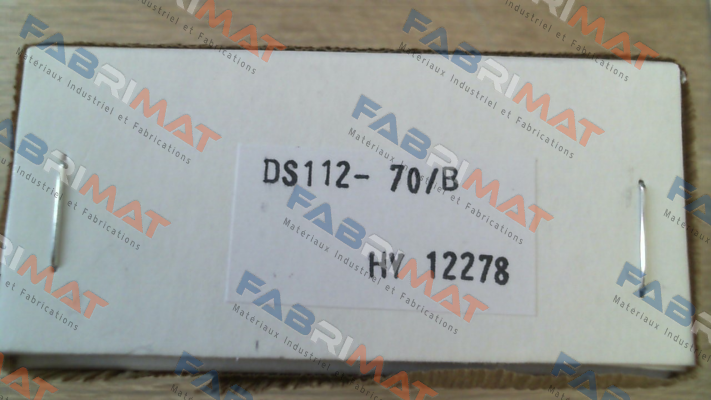 DS112- 70/B
HY 12278
FABRIMAT
Materiaux Industriel et Fabrications